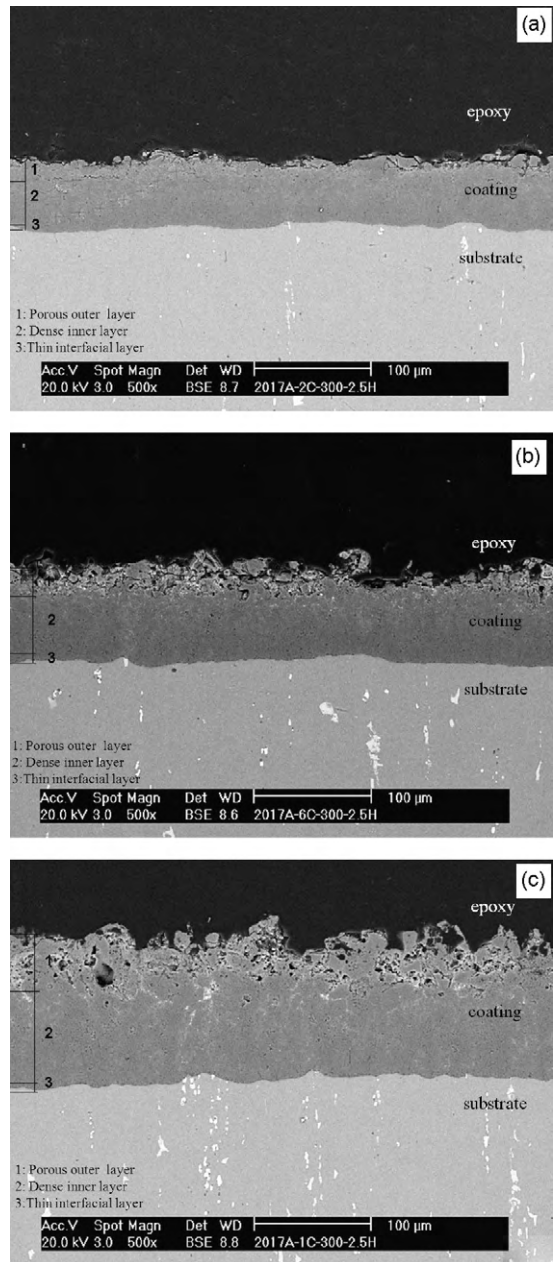 (a)
epoxy
1
coating
2
3
substrate
1: Porous outer layer
2: Dense inner layer
3:Thin interfacial layer
Acc.V Spot Magn Det WD 100 µm
20.0 kV 3.0 500x BSE 8.7 2017A-2C-300-2.5H
(b)
epoxy
2
coating
3
substrate
1: Porous outer layer
2: Dense inner layer
3:Thin interfacial layer
Acc.V Spot Magn Det WD 100 µm
20.0 kV 3.0 500x BSE 8.6 2017A-6C-300-2.5H
(c)
epoxy
coating
2
3
substrate
1: Porous outer layer
2: Dense inner layer
3:Thin interfacial layer
Acc.V Spot Magn Det WD 100 µm
20.0 kV 3.0 500x BSE 8.8 2017A-1C-300-2.5H